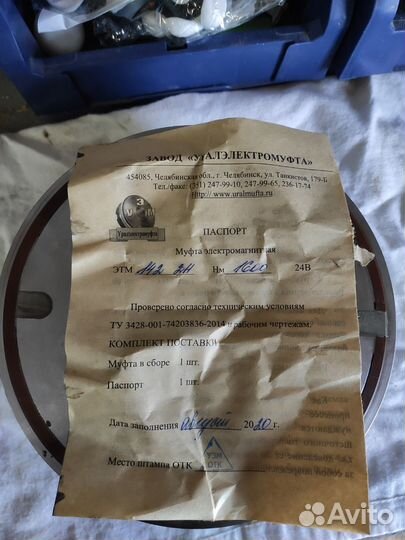 ЗАВОД «УРАЛЭЛЕКТРОМУФТА»
454085, Челябинская обл., г. Челябинск, ул. Танкистов, 179-Б
Тел./факс: (351) 247-99-10, 247-99-65, 236-17-74
http://www.uralmufta.ru
Э
Уралэлектромуфта
ПАСПОРТ
Муфта электромагнитная
ЭТМ 142 2Н Нм 1600 24В
Проверено согласно техническим условиям
ТУ 3428-001-74203836-2014 и рабочим чертежам.
КОМПЛЕКТ ПОСТАВКИ
Муфта в сборе 1 шт.
Паспорт 1 шт.
Дата заполнения август 2020 г.
Место штампа ОТК
УЭМ
ОТК
Avito